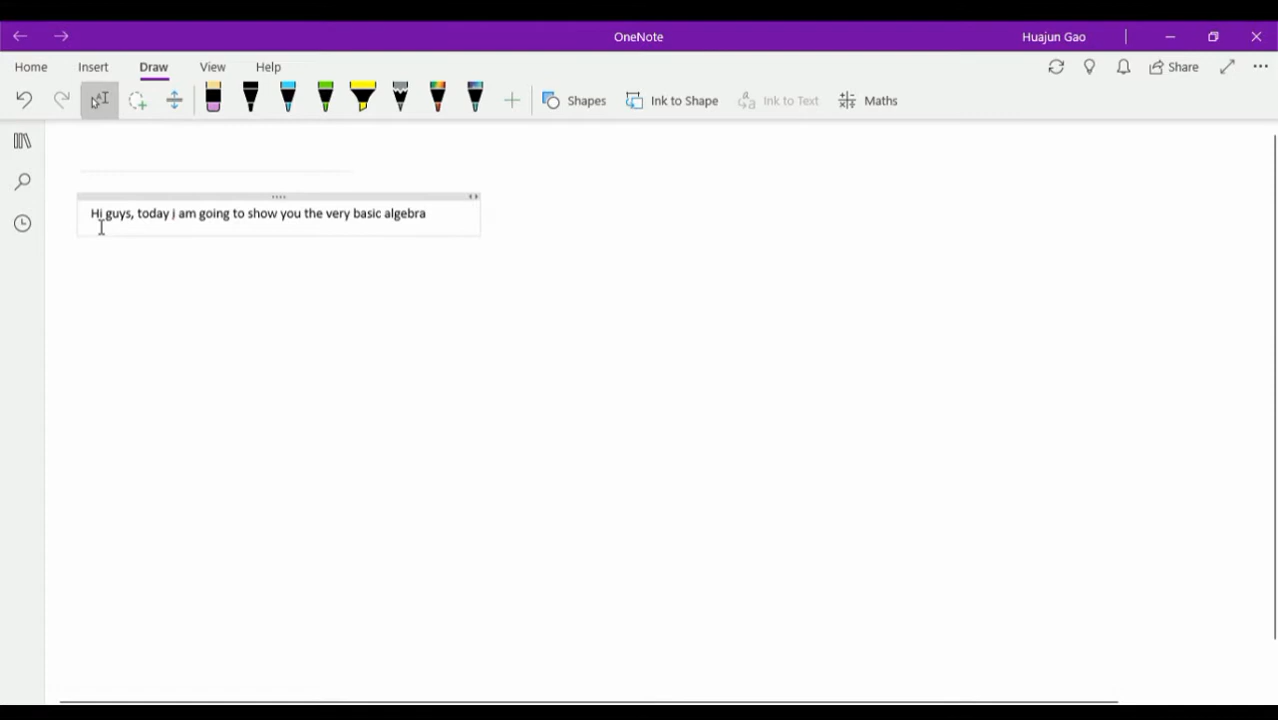 OneNote
Huajun Gao
Home Insert Draw View Help
Share
Shapes Ink to Shape Ink to Text Maths
Hi guys, today j am going to show you the very basic algebra